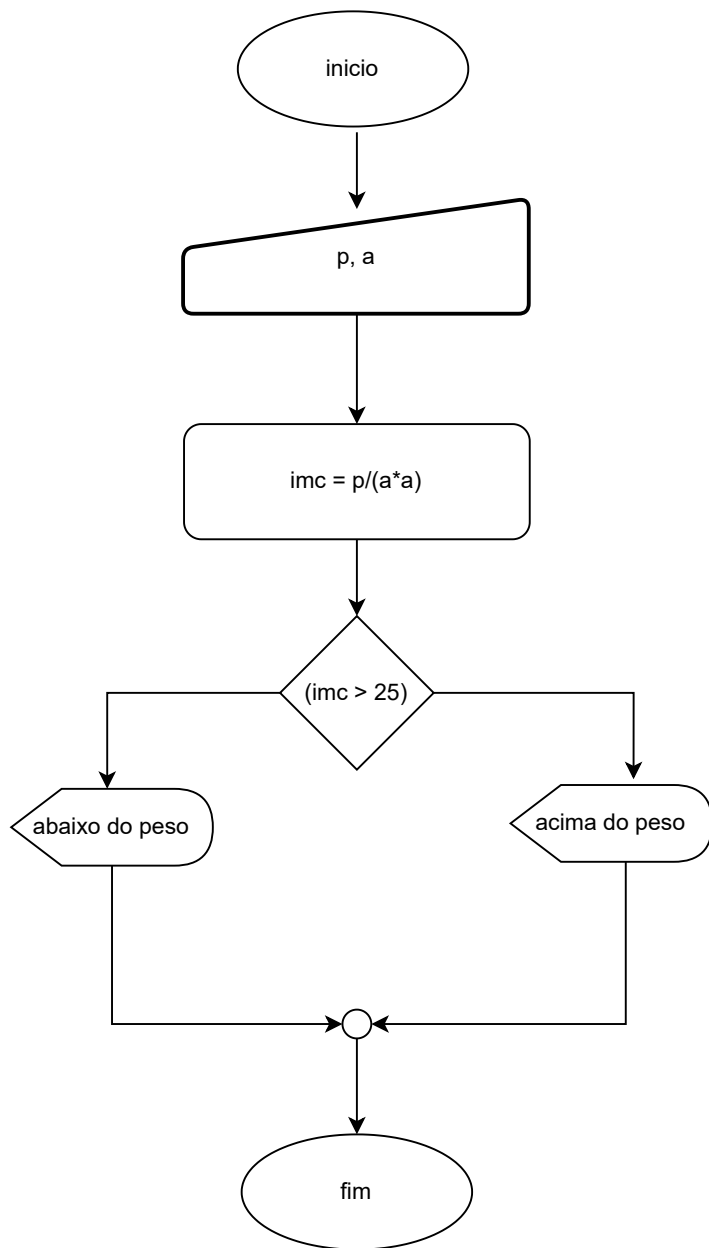 inicio
p, a
imc = p/(a*a)
(imc > 25)
abaixo do peso
acima do peso
fim